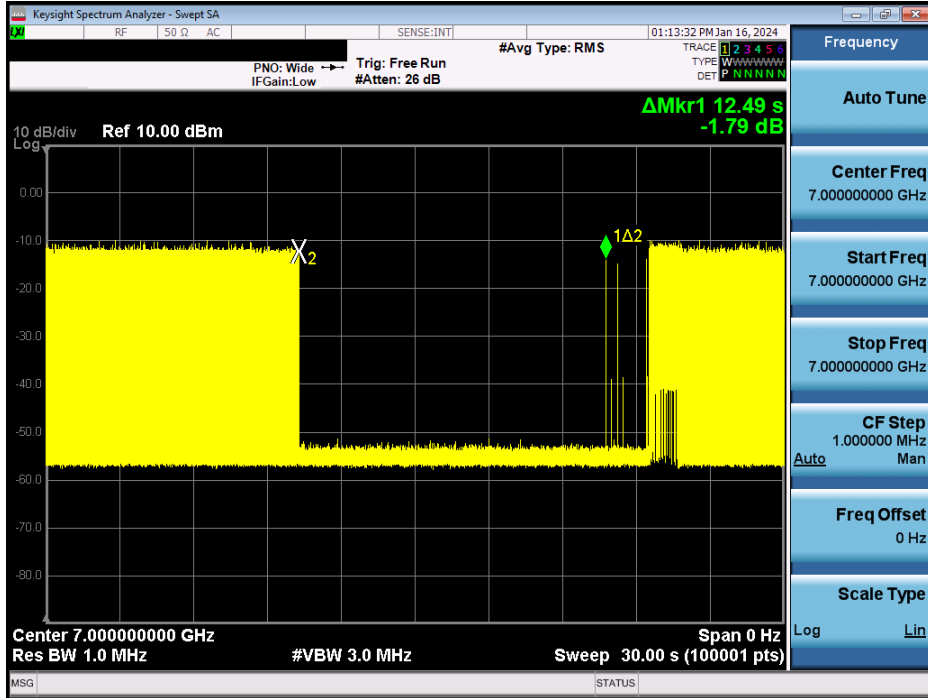 Keysight Spectrum Analyzer - Swept SA
LXI RF 50 Ω AC SENSE:INT 01:13:32 PM Jan 16, 2024
#Avg Type: RMS TRACE 1 2 3 4 5 6
PNO: Wide Trig: Free Run TYPE WWWWWW
IFGain:Low #Atten: 26 dB DET P N N N N N
ΔMkr1 12.49 s
-1.79 dB
10 dB/div Ref 10.00 dBm
Log
0.00
-10.0
-20.0
-30.0
-40.0
-50.0
-60.0
-70.0
-80.0
2
1Δ2
Center 7.000000000 GHz Span 0 Hz
Res BW 1.0 MHz #VBW 3.0 MHz Sweep 30.00 s (100001 pts)
MSG STATUS
Frequency
Auto Tune
Center Freq
7.000000000 GHz
Start Freq
7.000000000 GHz
Stop Freq
7.000000000 GHz
CF Step
1.000000 MHz
Auto Man
Freq Offset
0 Hz
Scale Type
Log Lin